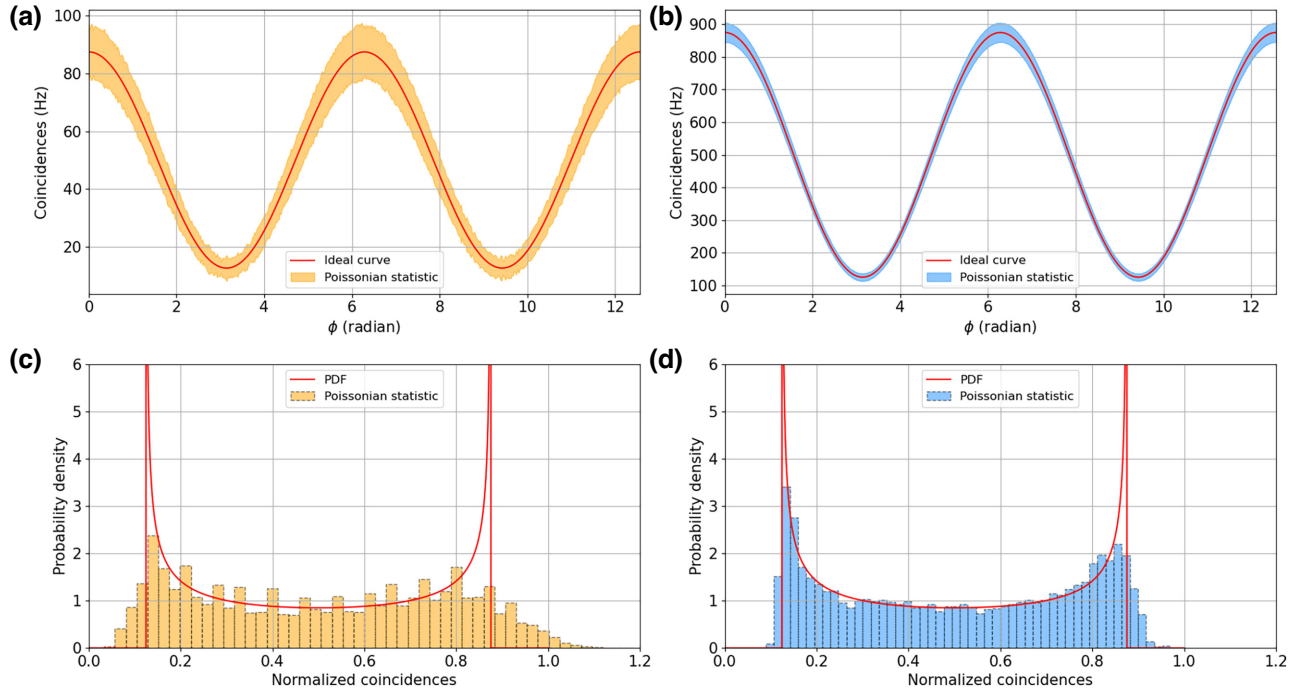 (a)
100
80
60
40
20
Coincidences (Hz)
Ideal curve
Poissonian statistic
0 2 4 6 8 10 12
ϕ (radian)
(b)
900
800
700
600
500
400
300
200
100
Coincidences (Hz)
Ideal curve
Poissonian statistic
0 2 4 6 8 10 12
ϕ (radian)
(c)
6
5
4
3
2
1
0
Probability density
PDF
Poissonian statistic
0.0 0.2 0.4 0.6 0.8 1.0 1.2
Normalized coincidences
(d)
6
5
4
3
2
1
0
Probability density
PDF
Poissonian statistic
0.0 0.2 0.4 0.6 0.8 1.0 1.2
Normalized coincidences